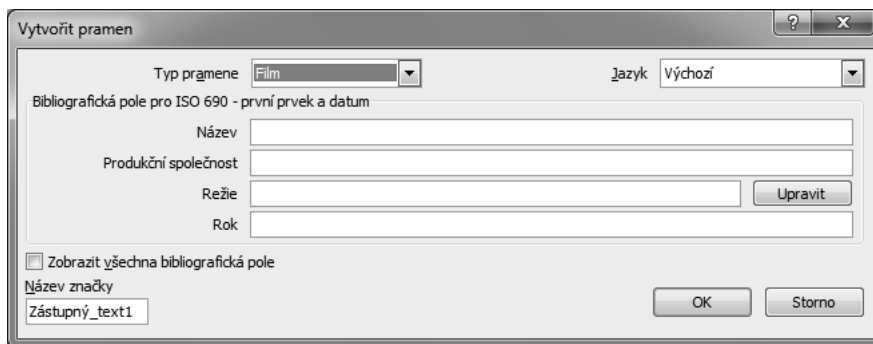 Vytvořit pramen
Typ pramene Film Jazyk Výchozí
Bibliografická pole pro ISO 690 - první prvek a datum
Název
Produkční společnost
Režie Upravit
Rok
Zobrazit všechna bibliografická pole
Název značky
Zástupný_text1 OK Storno